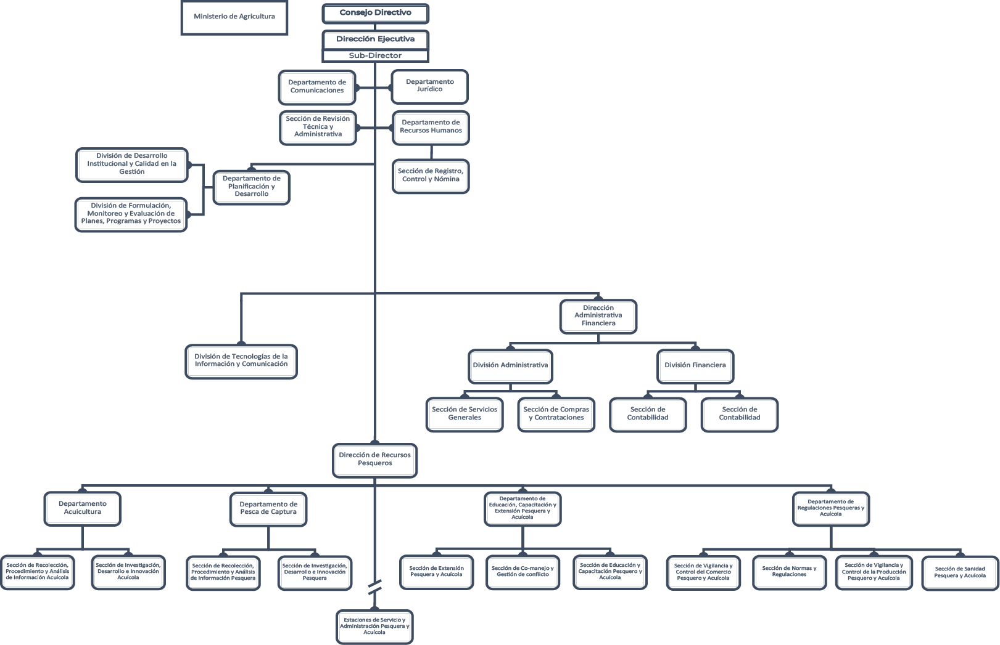 Ministerio de Agricultura
Consejo Directivo
Dirección Ejecutiva
Sub-Director
Departamento de
Comunicaciones
Departamento
Jurídico
Sección de Revisión
Técnica y
Administrativa
Departamento de
Recursos Humanos
División de Desarrollo
Institucional y Calidad en la
Gestión
Departamento de
Planificación y
Desarrollo
Sección de Registro,
Control y Nómina
División de Formulación,
Monitoreo y Evaluación de
Planes, Programas y Proyectos
Dirección
Administrativa
Financiera
División de Tecnologías de la
Información y Comunicación
División Administrativa
División Financiera
Sección de Servicios
Generales
Sección de Compras
y Contrataciones
Sección de
Contabilidad
Sección de
Contabilidad
Dirección de Recursos
Pesqueros
Departamento
Acuicultura
Departamento de
Pesca de Captura
Departamento de
Educación, Capacitación y
Extensión Pesquera y
Acuícola
Departamento de
Regulaciones Pesqueras y
Acuícola
Sección de Recolección,
Procedimiento y Análisis
de Información Acuícola
Sección de Investigación,
Desarrollo e Innovación
Acuícola
Sección de Recolección,
Procedimiento y Análisis
de Información Pesquera
Sección de Investigación,
Desarrollo e Innovación
Pesquera
Sección de Extensión
Pesquera y Acuícola
Sección de Co-manejo y
Gestión de conflicto
Sección de Educación y
Capacitación Pesquero y
Acuícola
Sección de Vigilancia y
Control del Comercio
Pesquero y Acuícola
Sección de Normas y
Regulaciones
Sección de Vigilancia y
Control de la Producción
Pesquero y Acuícola
Sección de Sanidad
Pesquera y Acuícola
Estaciones de Servicio y
Administración Pesquera y
Acuícola